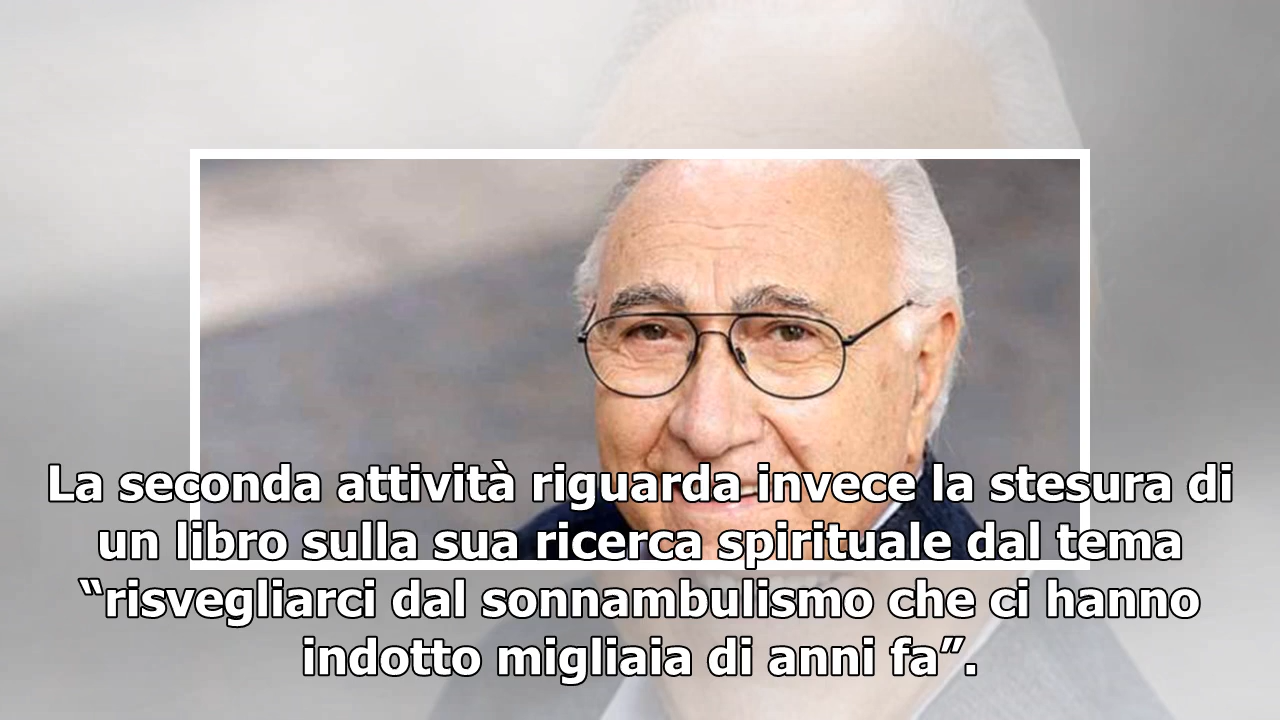 La seconda attività riguarda invece la stesura di
un libro sulla sua ricerca spirituale dal tema
“risvegliarci dal sonnambulismo che ci hanno
indotto migliaia di anni fa”.